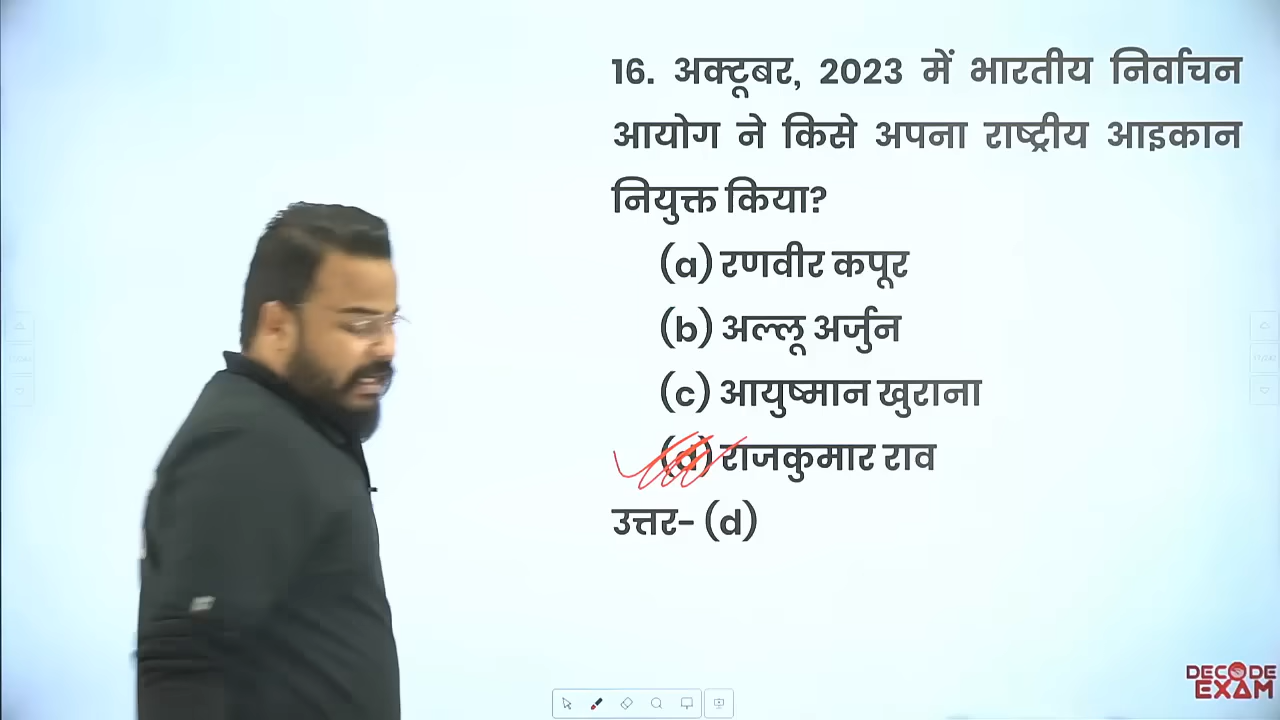 16. अक्टूबर, 2023 में भारतीय निर्वाचन
आयोग ने किसे अपना राष्ट्रीय आइकान
नियुक्त किया?
(a) रणवीर कपूर
(b) अल्लू अर्जुन
(c) आयुष्मान खुराना
(d) राजकुमार राव
उत्तर- (d)
DECODE
EXAM